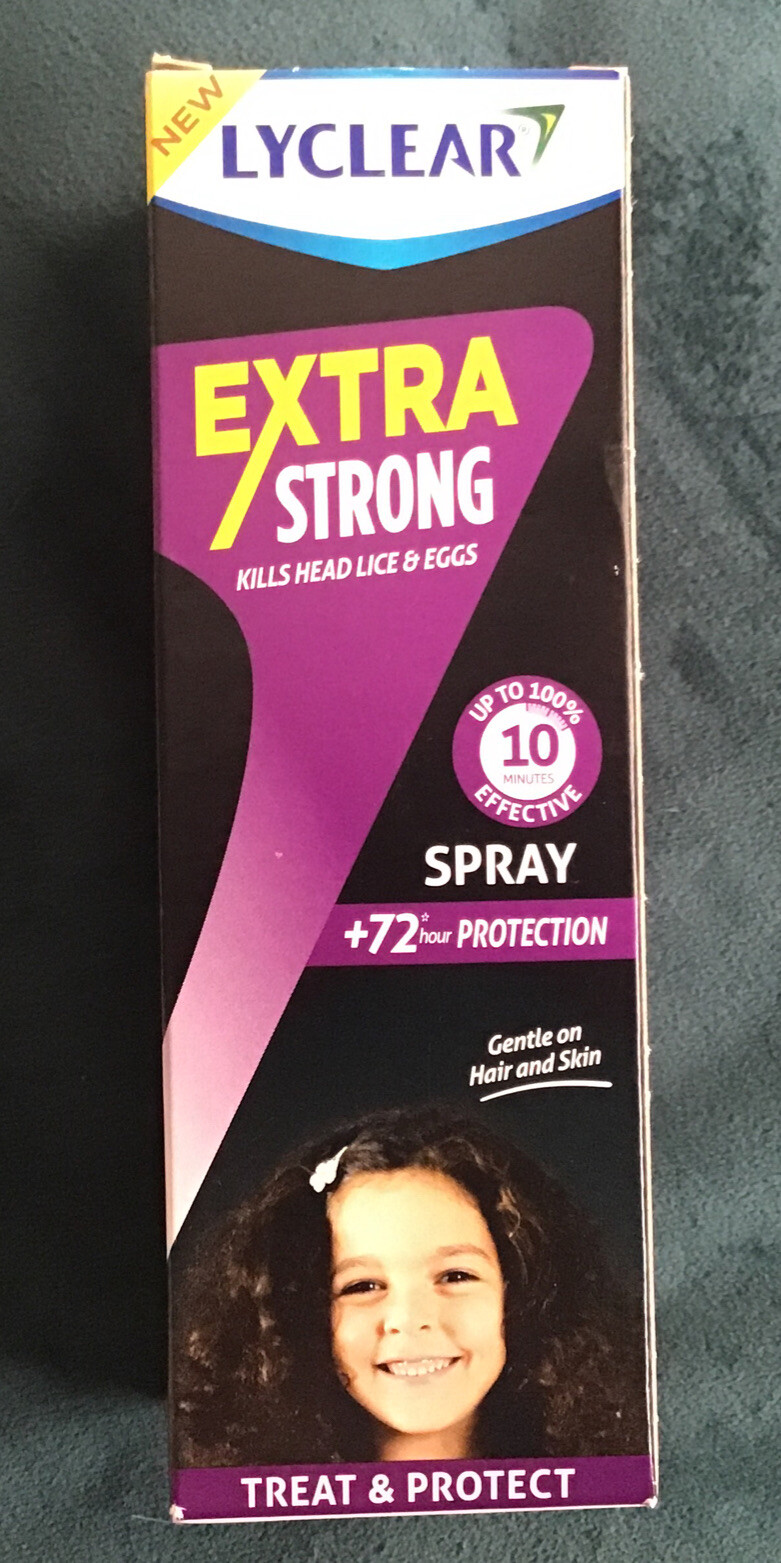 NEW
LYCLEAR®
EXTRA
STRONG
KILLS HEAD LICE & EGGS
UP TO 100%
10
MINUTES
EFFECTIVE
SPRAY
+72* hour PROTECTION
Gentle on
Hair and Skin
TREAT & PROTECT